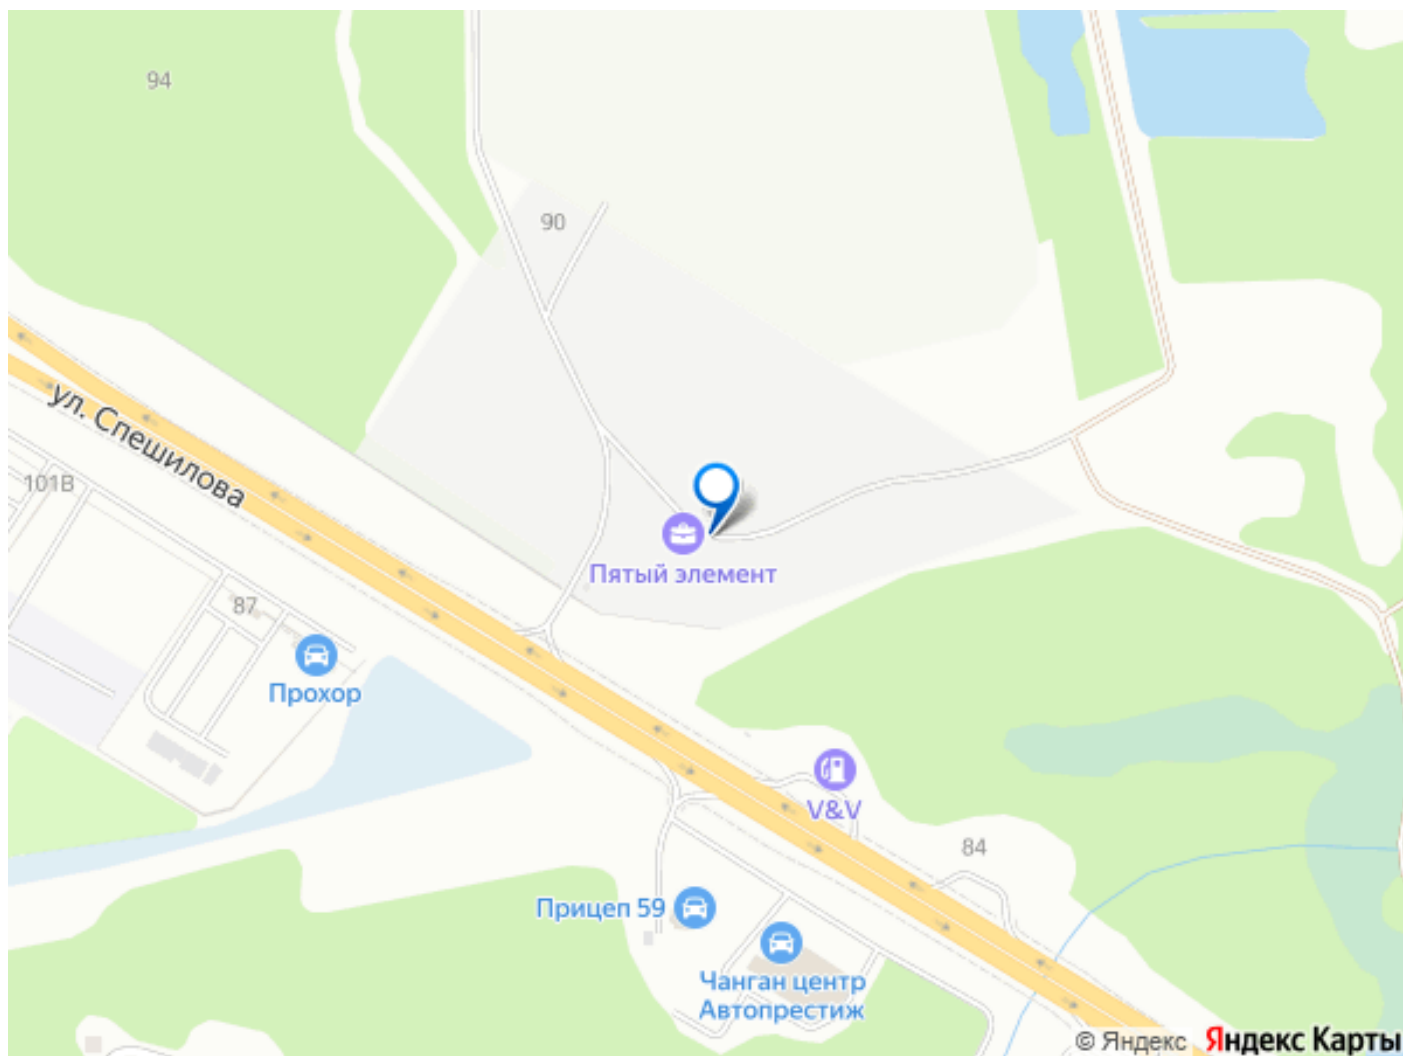 94
90
ул. Спешилова
101В
Пятый элемент
87
Прохор
V&V
84
Прицеп 59
Чанган центр
Автопрестиж
© Яндекс Яндекс Карты